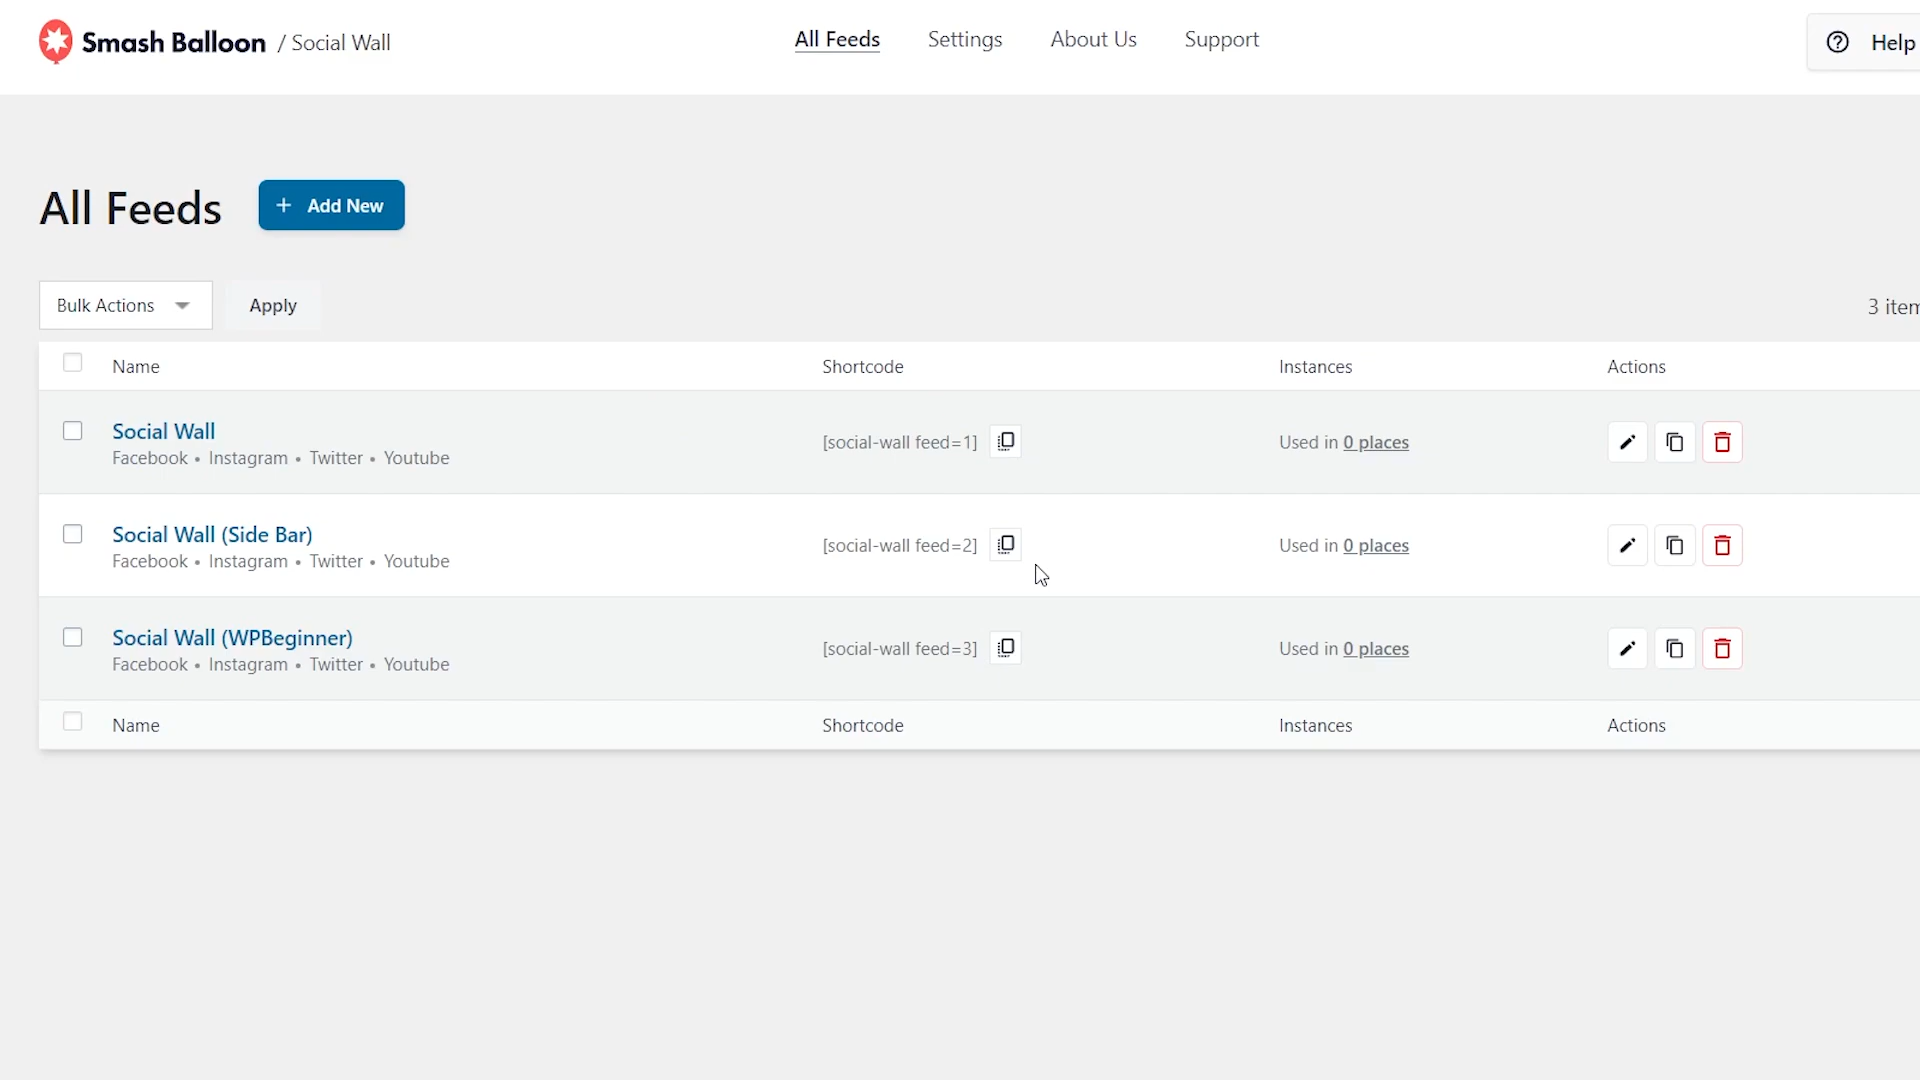 Smash Balloon / Social Wall
All Feeds Settings About Us Support
Help
All Feeds
+ Add New
Bulk Actions Apply
3 item
Name Shortcode Instances Actions
Social Wall
Facebook • Instagram • Twitter • Youtube
[social-wall feed=1] Used in 0 places
Social Wall (Side Bar)
Facebook • Instagram • Twitter • Youtube
[social-wall feed=2] Used in 0 places
Social Wall (WPBeginner)
Facebook • Instagram • Twitter • Youtube
[social-wall feed=3] Used in 0 places
Name Shortcode Instances Actions